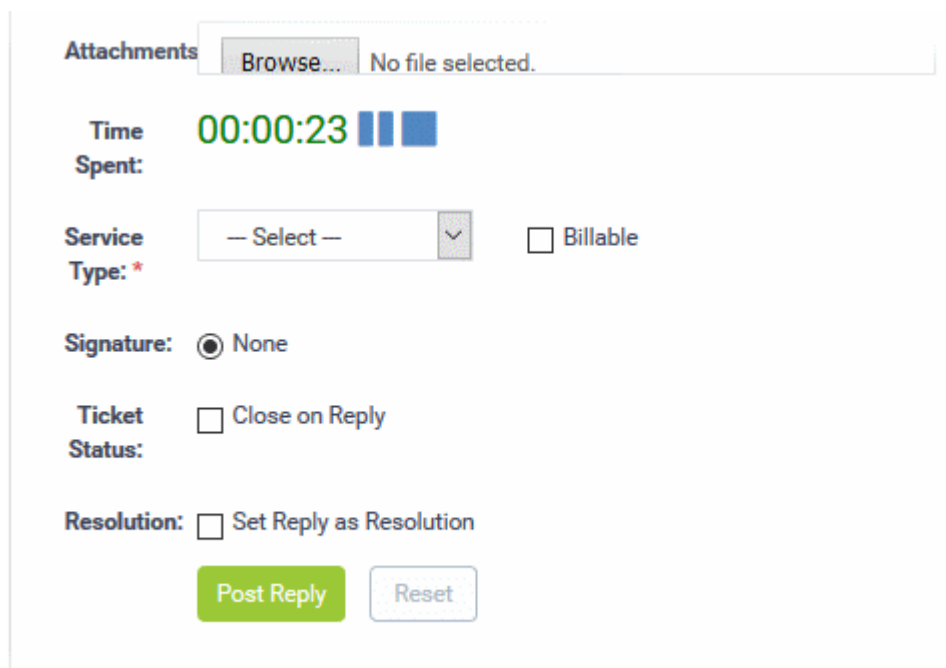 Attachments Browse... No file selected.
Time Spent: 00:00:23
Service Type: * --- Select --- Billable
Signature: None
Ticket Status: Close on Reply
Resolution: Set Reply as Resolution
Post Reply Reset